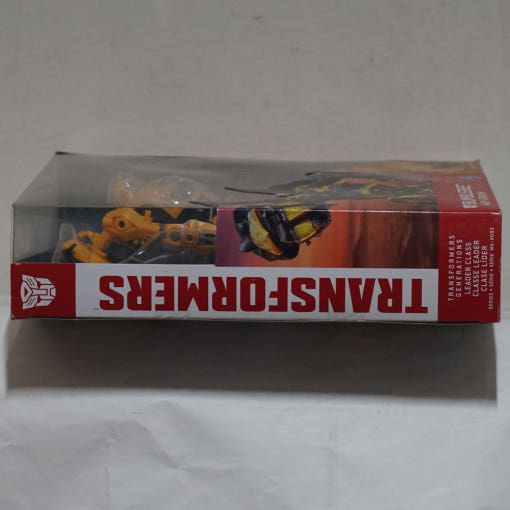 TRANSFORMERS
TRANSFORMERS
GENERATIONS
LEADER CLASS
CLASSE LEADER
CLASE LÍDER